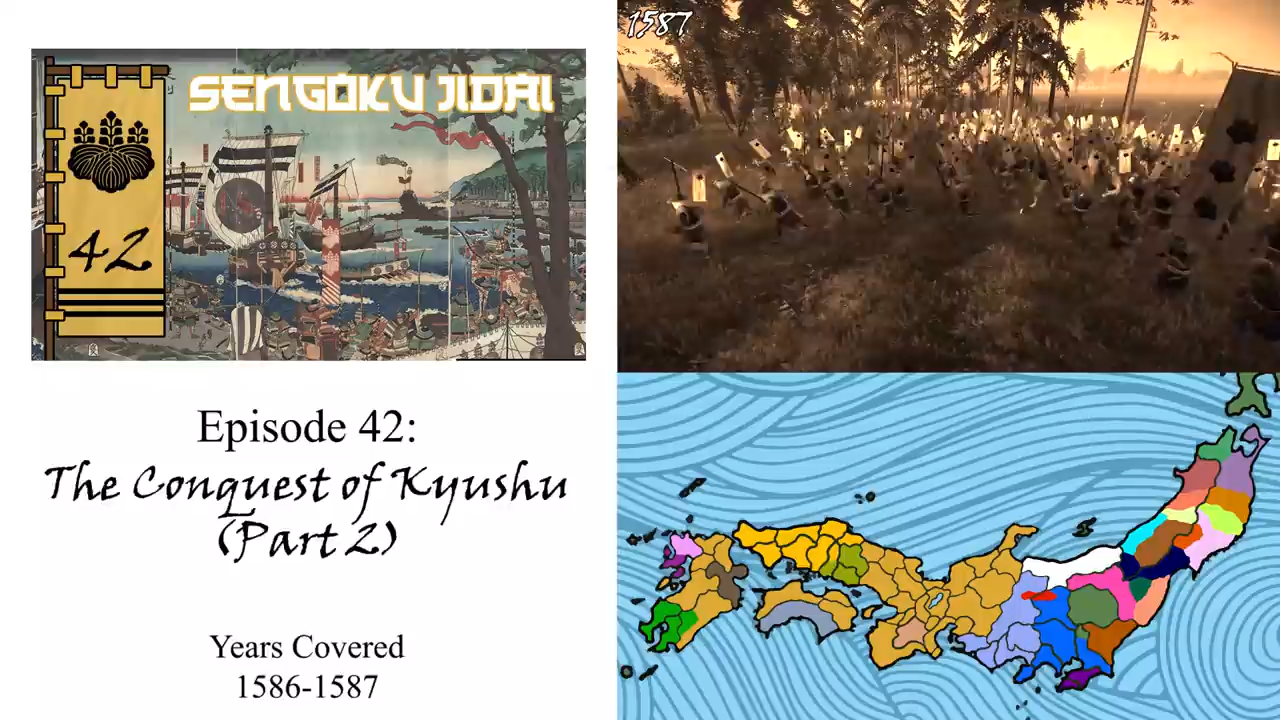 SENGOKU JIDAI
42
1587
Episode 42:
The Conquest of Kyushu
(Part 2)
Years Covered
1586-1587